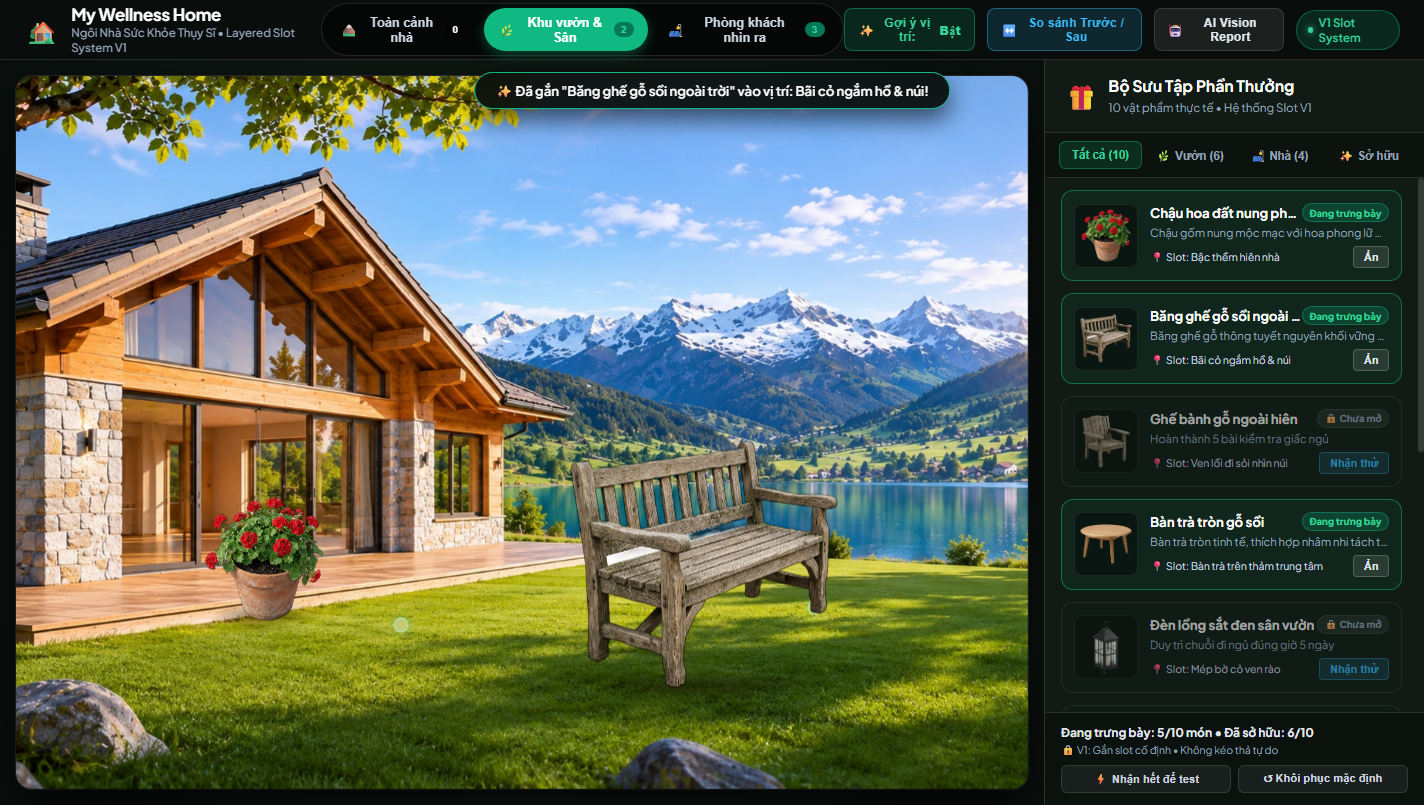 My Wellness Home
Ngôi Nhà Sức Khỏe Thụy Sĩ • Layered Slot
System V1
Toàn cảnh
nhà
0
Khu vườn &
Sân
2
Phòng khách
nhìn ra
3
Gợi ý vị
trí:
Bật
So sánh Trước /
Sau
AI Vision
Report
V1 Slot
System
Đã gắn "Băng ghế gỗ sồi ngoài trời" vào vị trí: Bãi cỏ ngắm hồ & núi!
Bộ Sưu Tập Phần Thưởng
10 vật phẩm thực tế • Hệ thống Slot V1
Tất cả (10)
Vườn (6)
Nhà (4)
Sở hữu
Chậu hoa đất nung ph...
Đang trưng bày
Chậu gốm nung mộc mạc với hoa phong lữ ...
Slot: Bậc thềm hiên nhà
Ẩn
Băng ghế gỗ sồi ngoài ...
Đang trưng bày
Băng ghế gỗ thông tuyết nguyên khối vững ...
Slot: Bãi cỏ ngắm hồ & núi
Ẩn
Ghế bành gỗ ngoài hiên
Chưa mở
Hoàn thành 5 bài kiểm tra giấc ngủ
Slot: Ven lối đi sỏi nhìn núi
Nhận thử
Bàn trà tròn gỗ sồi
Đang trưng bày
Bàn trà tròn tinh tế, thích hợp nhâm nhi tách t...
Slot: Bàn trà trên thảm trung tâm
Ẩn
Đèn lồng sắt đen sân vườn
Chưa mở
Duy trì chuỗi đi ngủ đúng giờ 5 ngày
Slot: Mép bờ cỏ ven rào
Nhận thử
Đang trưng bày: 5/10 món • Đã sở hữu: 6/10
V1: Gắn slot cố định • Không kéo thả tự do
Nhận hết để test
↺ Khôi phục mặc định